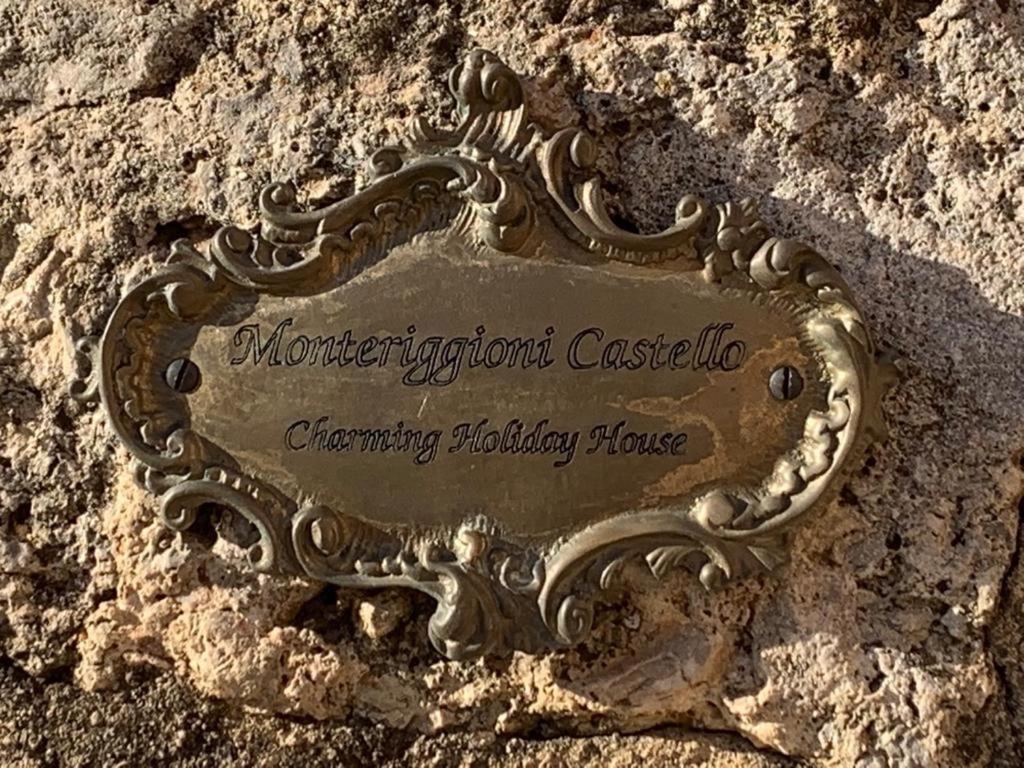 Monteriggioni Castello
Charming Holiday House